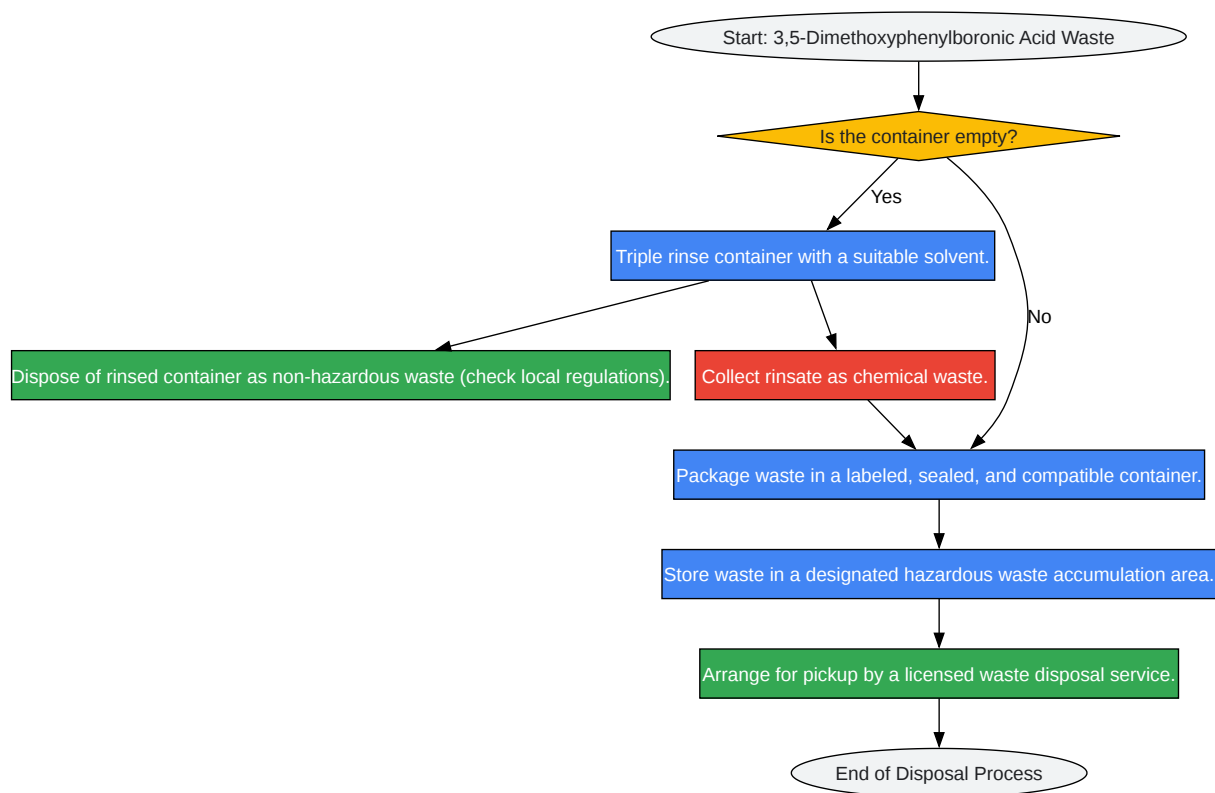 Start: 3,5-Dimethoxyphenylboronic Acid Waste
Is the container empty?
Yes
Triple rinse container with a suitable solvent.
No
Dispose of rinsed container as non-hazardous waste (check local regulations).
Collect rinsate as chemical waste.
Package waste in a labeled, sealed, and compatible container.
Store waste in a designated hazardous waste accumulation area.
Arrange for pickup by a licensed waste disposal service.
End of Disposal Process